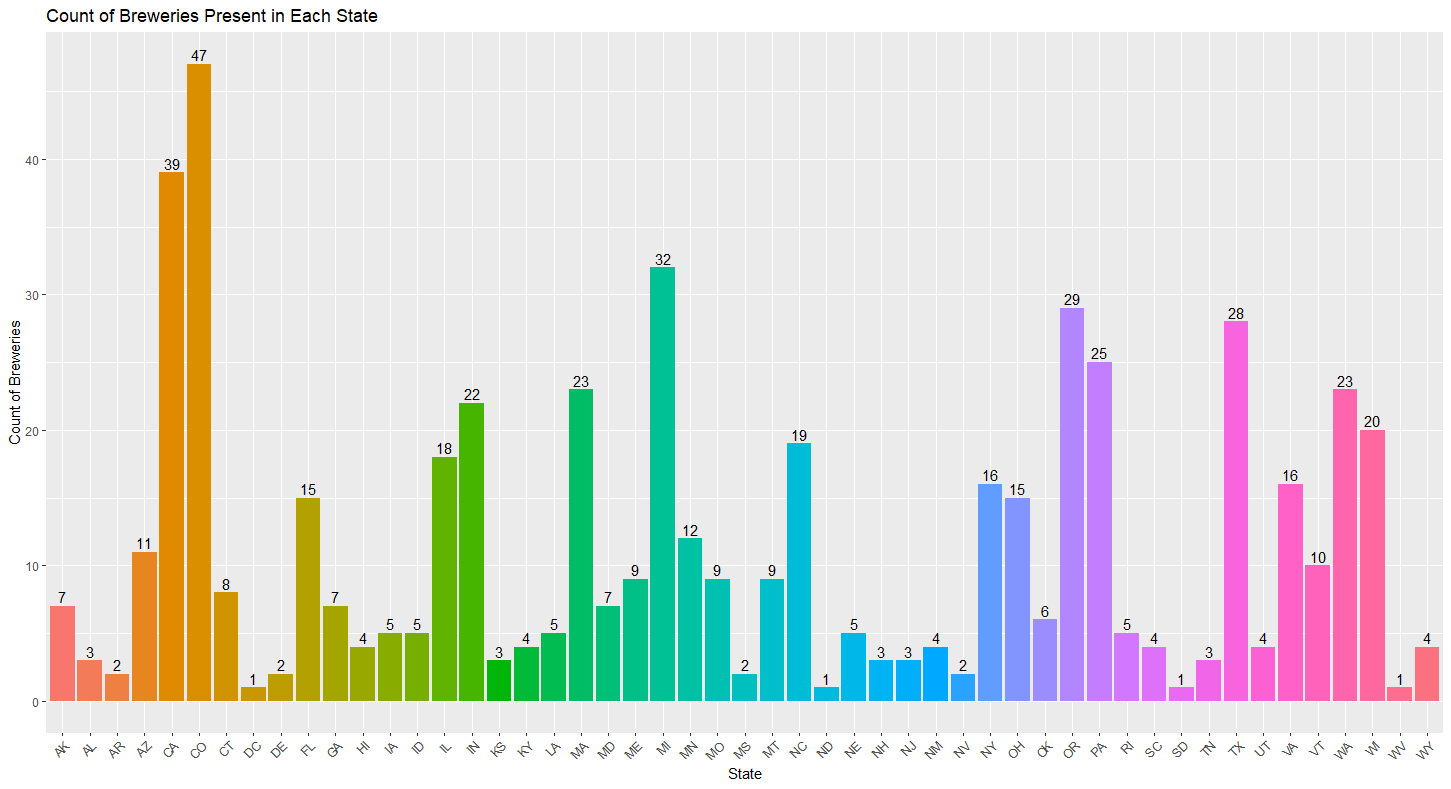 Count of Breweries Present in Each State
Count of Breweries
40
30
20
10
0
7 3 2 11 39 47 8 1 2 15 7 4 5 5 18 22 3 4 5 23 7 9 32 12 9 2 9 19 1 5 3 3 4 2 16 15 6 29 25 5 4 1 3 28 4 16 10 23 20 1 4
AK AL AR AZ CA CO CT DC DE FL GA HI IA ID IL IN KS KY LA MA MD ME MI MN MO MS MT NC ND NE NH NJ NM NV NY OH OK OR PA RI SC SD TN TX UT VA VT WA WI WV WY
State